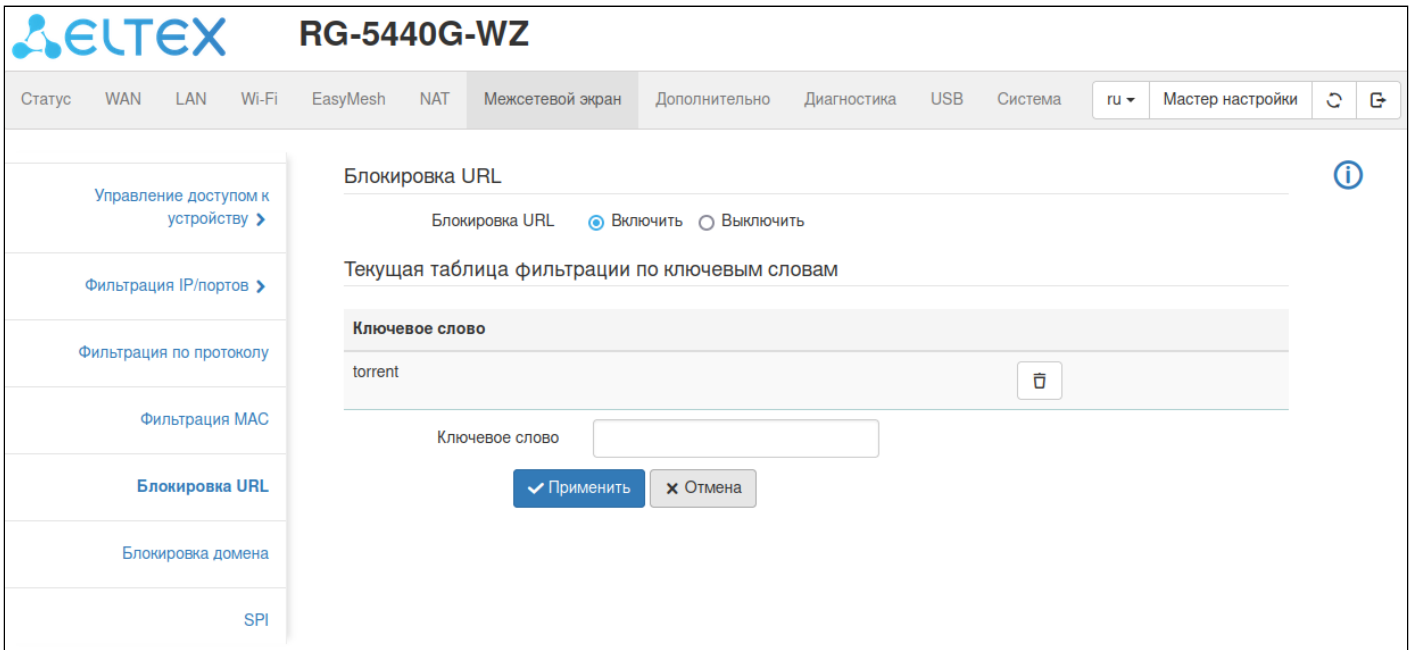 ELTEX RG-5440G-WZ
Статус WAN LAN Wi-Fi EasyMesh NAT Межсетевой экран Дополнительно Диагностика USB Система ru Мастер настройки
Управление доступом к
устройству
Фильтрация IP/портов
Фильтрация по протоколу
Фильтрация MAC
Блокировка URL
Блокировка домена
SPI
Блокировка URL
Блокировка URL Включить Выключить
Текущая таблица фильтрации по ключевым словам
Ключевое слово
torrent
Ключевое слово
Применить Отмена